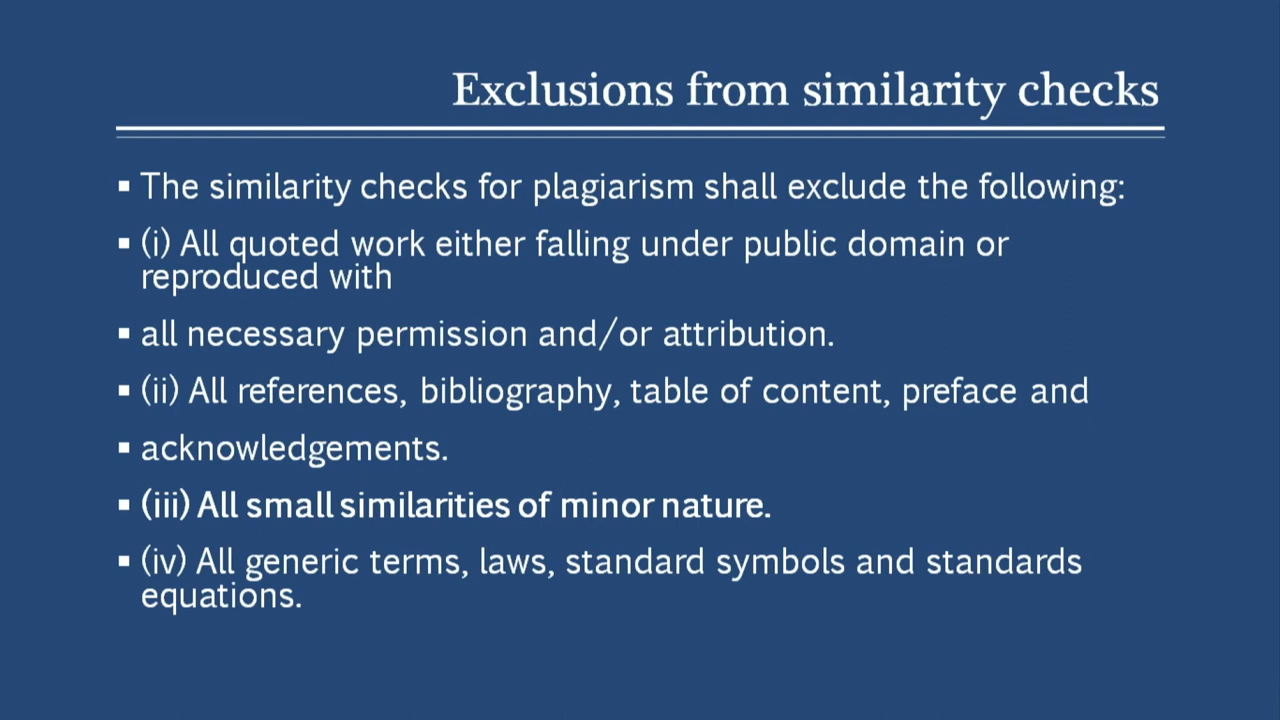 Exclusions from similarity checks
▪ The similarity checks for plagiarism shall exclude the following:
▪ (i) All quoted work either falling under public domain or
reproduced with
▪ all necessary permission and/or attribution.
▪ (ii) All references, bibliography, table of content, preface and
▪ acknowledgements.
▪ (iii) All small similarities of minor nature.
▪ (iv) All generic terms, laws, standard symbols and standards
equations.